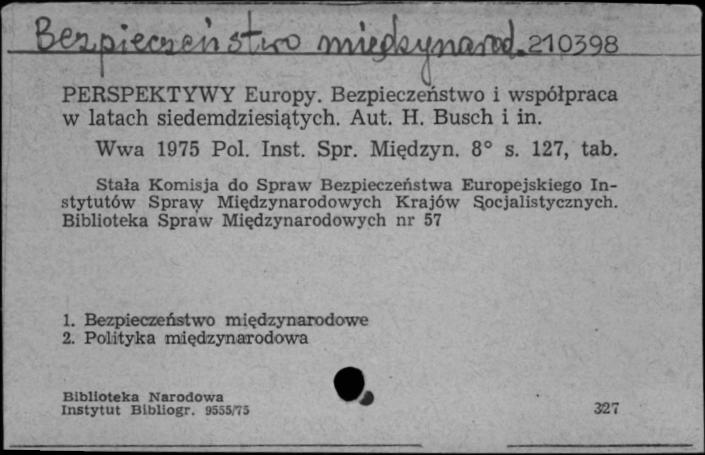 Bezpieczeństwo międzynarod. 210398
PERSPEKTYWY Europy. Bezpieczeństwo i współpraca
w latach siedemdziesiątych. Aut. H. Busch i in.
Wwa 1975 Pol. Inst. Spr. Międzyn. 8° s. 127, tab.
Stała Komisja do Spraw Bezpieczeństwa Europejskiego In-
stytutów Spraw Międzynarodowych Krajów Socjalistycznych.
Biblioteka Spraw Międzynarodowych nr 57
1. Bezpieczeństwo międzynarodowe
2. Polityka międzynarodowa
Biblioteka Narodowa
Instytut Bibliogr. 9555/75
327